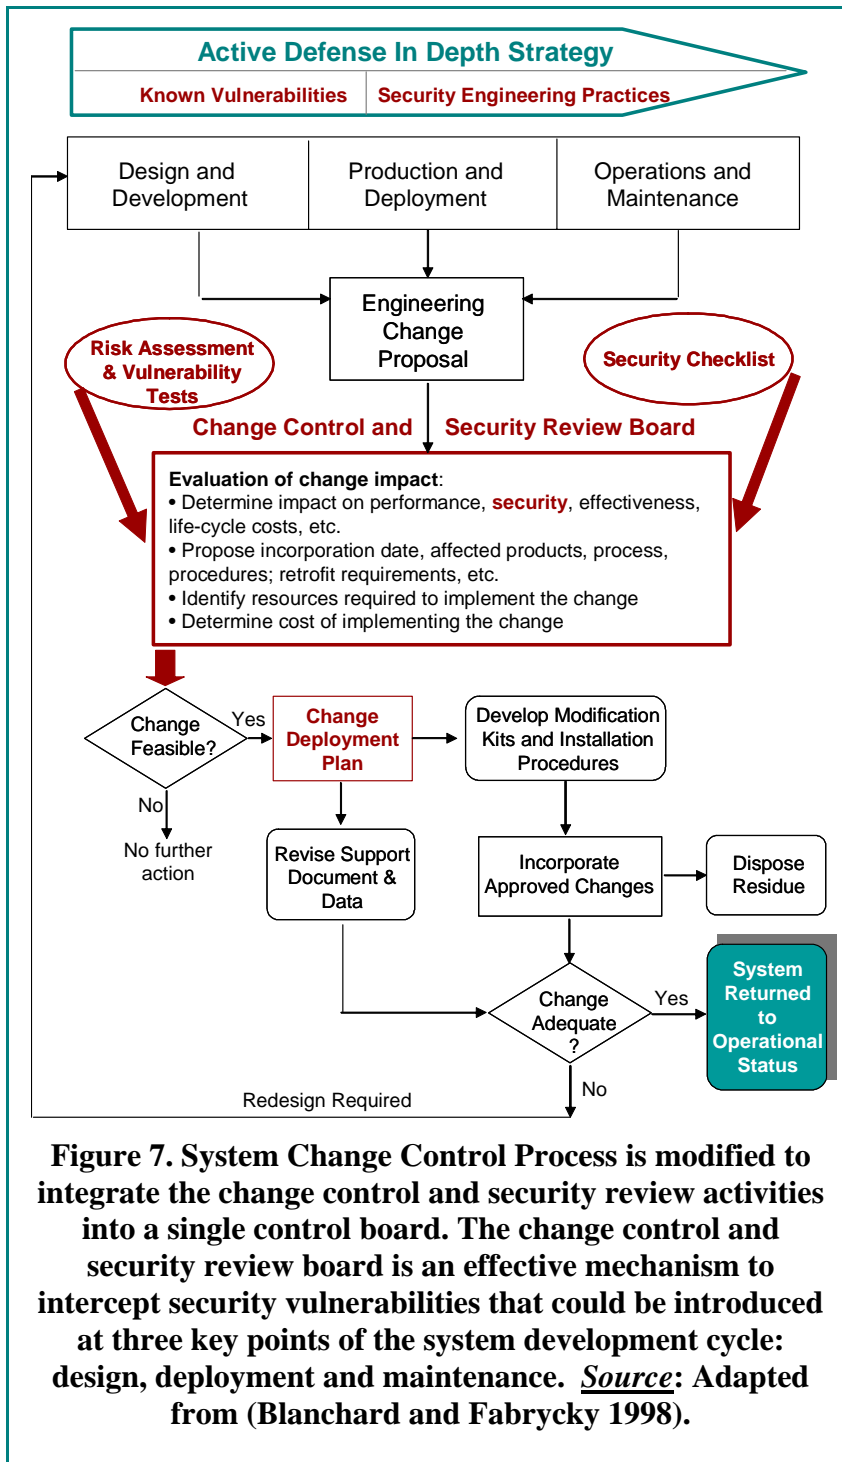 Active Defense In Depth Strategy
Known Vulnerabilities
Security Engineering Practices
Design and
Development
Production and
Deployment
Operations and
Maintenance
Engineering
Change
Proposal
Risk Assessment
& Vulnerability
Tests
Security Checklist
Change Control and
Security Review Board
Evaluation of change impact:
• Determine impact on performance, security, effectiveness,
life-cycle costs, etc.
• Propose incorporation date, affected products, process,
procedures; retrofit requirements, etc.
• Identify resources required to implement the change
• Determine cost of implementing the change
Change
Feasible?
Yes
Change
Deployment
Plan
Develop Modification
Kits and Installation
Procedures
No
No further
action
Revise Support
Document &
Data
Incorporate
Approved Changes
Dispose
Residue
Change
Adequate
?
Yes
System
Returned
to
Operational
Status
No
Redesign Required
Figure 7. System Change Control Process is modified to
integrate the change control and security review activities
into a single control board. The change control and
security review board is an effective mechanism to
intercept security vulnerabilities that could be introduced
at three key points of the system development cycle:
design, deployment and maintenance. Source: Adapted
from (Blanchard and Fabrycky 1998).